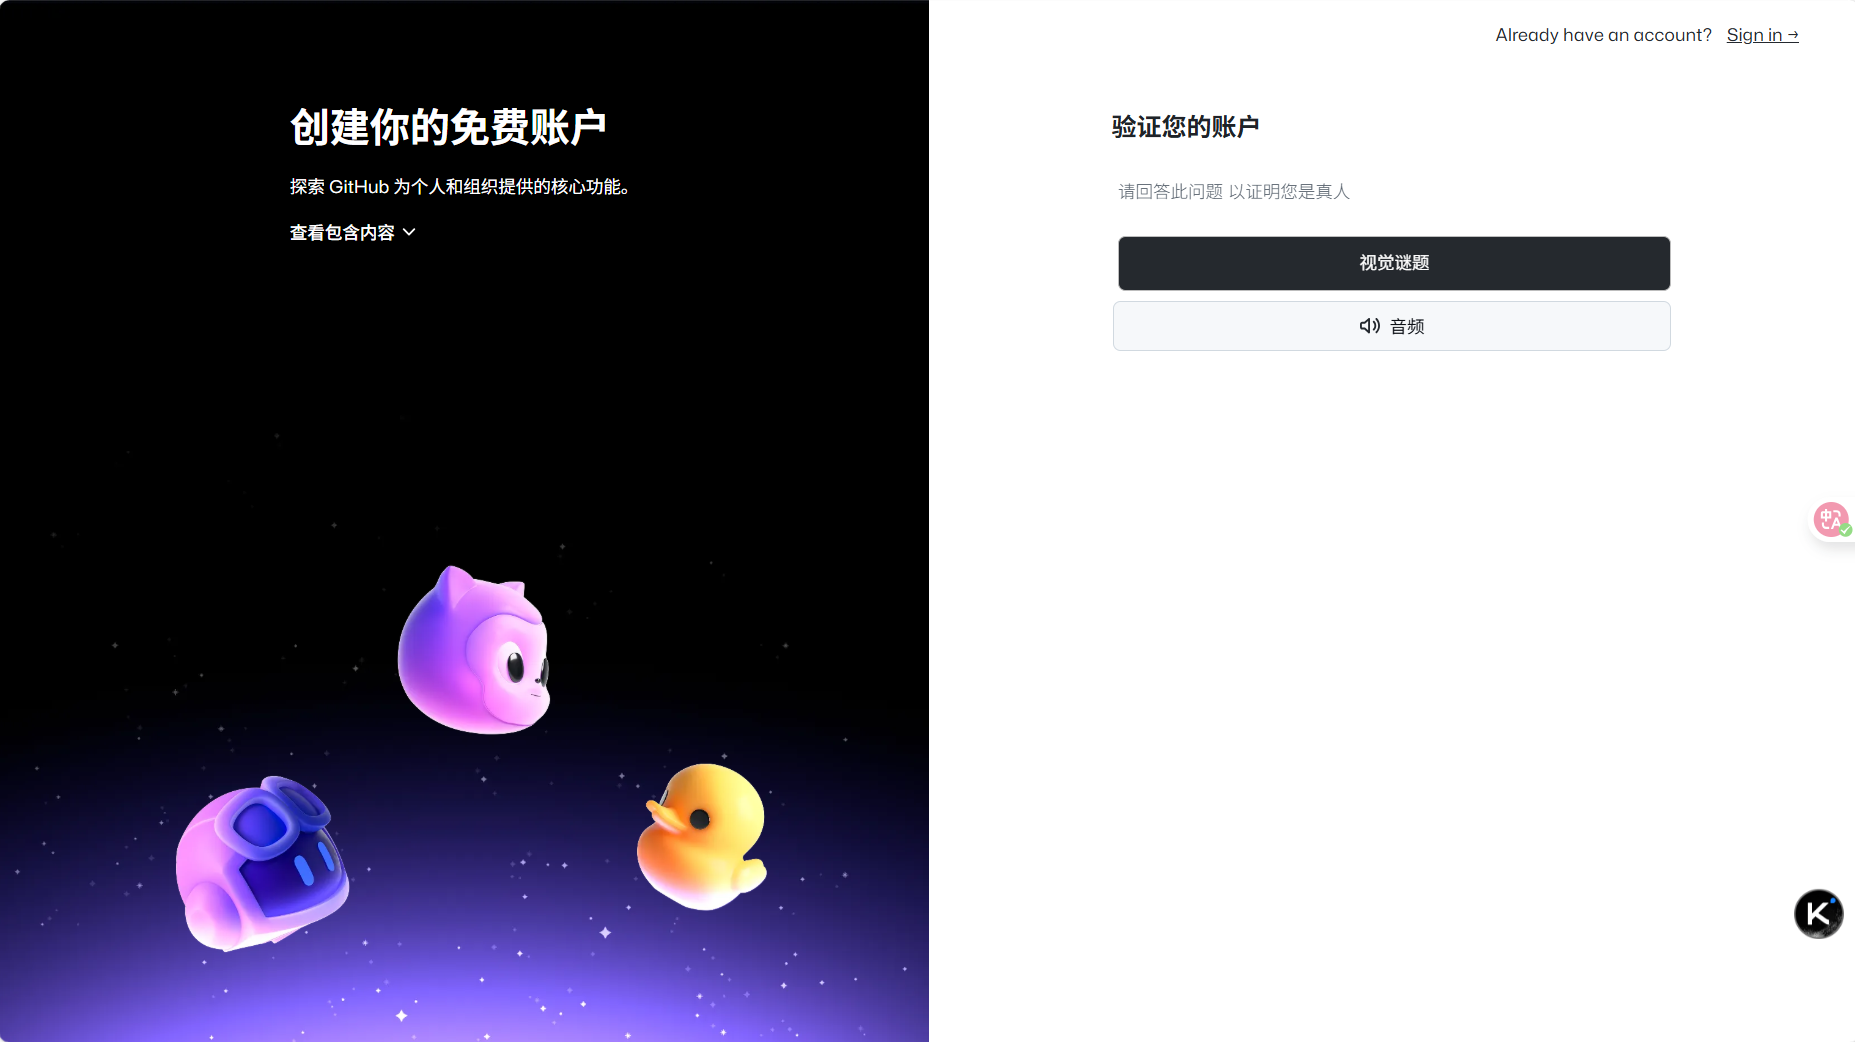 Already have an account? Sign in →
创建你的免费账户
探索 GitHub 为个人和组织提供的核心功能。
查看包含内容
验证您的账户
请回答此问题 以证明您是真人
视觉谜题
音频
中A
K